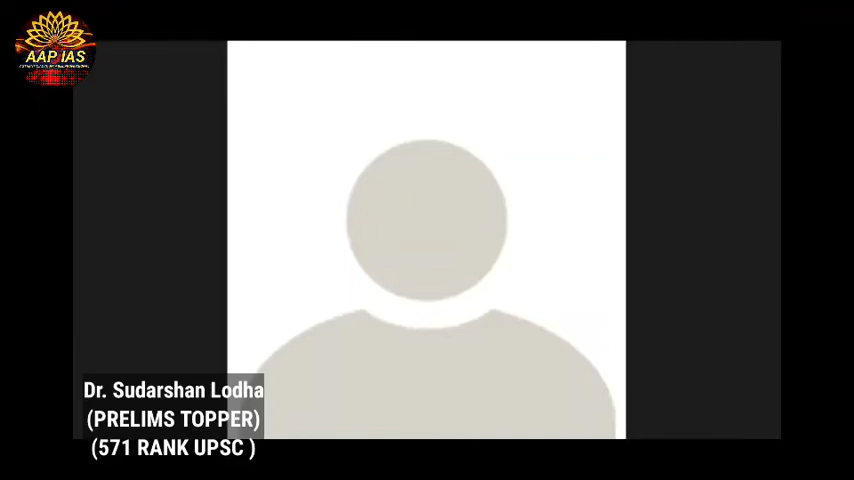 AAP IAS
Dr. Sudarshan Lodha
(PRELIMS TOPPER)
(571 RANK UPSC )